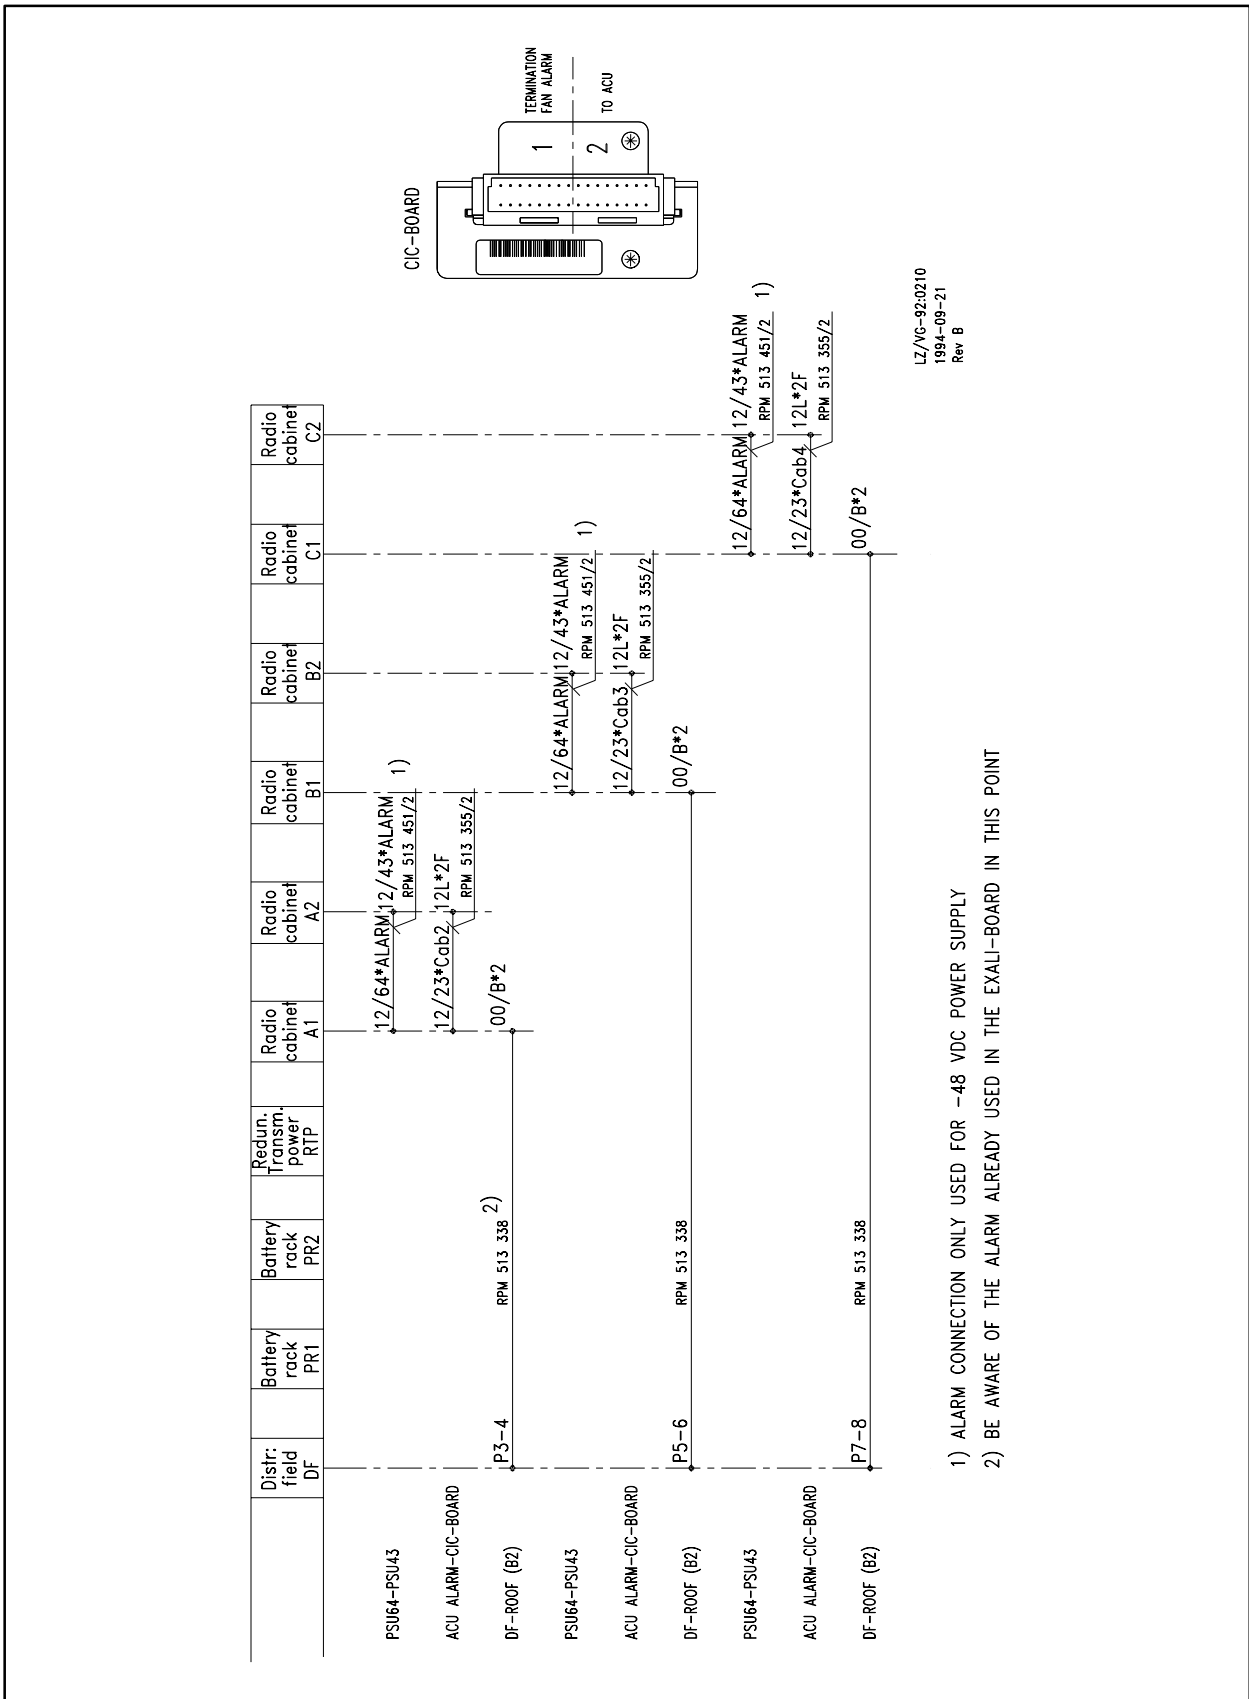 Distr:
field
DF
Battery
rack
PR1
Battery
rack
PR2
Redun.
Transm.
power
RTP
Radio
cabinet
A1
Radio
cabinet
A2
Radio
cabinet
B1
Radio
cabinet
B2
Radio
cabinet
C1
Radio
cabinet
C2
CIC-BOARD
1
2
TERMINATION
FAN ALARM
TO ACU
PSU64-PSU43
12/64*ALARM
12/43*ALARM
RPM 513 451/2
1)
ACU ALARM-CIC-BOARD
12/23*Cab2
12L*2F
RPM 513 355/2
DF-ROOF (B2)
P3-4
RPM 513 338
2)
00/B*2
PSU64-PSU43
12/64*ALARM
12/43*ALARM
RPM 513 451/2
1)
ACU ALARM-CIC-BOARD
12/23*Cab3
12L*2F
RPM 513 355/2
DF-ROOF (B2)
P5-6
RPM 513 338
00/B*2
PSU64-PSU43
12/64*ALARM
12/43*ALARM
RPM 513 451/2
1)
ACU ALARM-CIC-BOARD
12/23*Cab4
12L*2F
RPM 513 355/2
DF-ROOF (B2)
P7-8
RPM 513 338
00/B*2
LZ/VG-92:0210
1994-09-21
Rev B
1) ALARM CONNECTION ONLY USED FOR -48 VDC POWER SUPPLY
2) BE AWARE OF THE ALARM ALREADY USED IN THE EXALI-BOARD IN THIS POINT